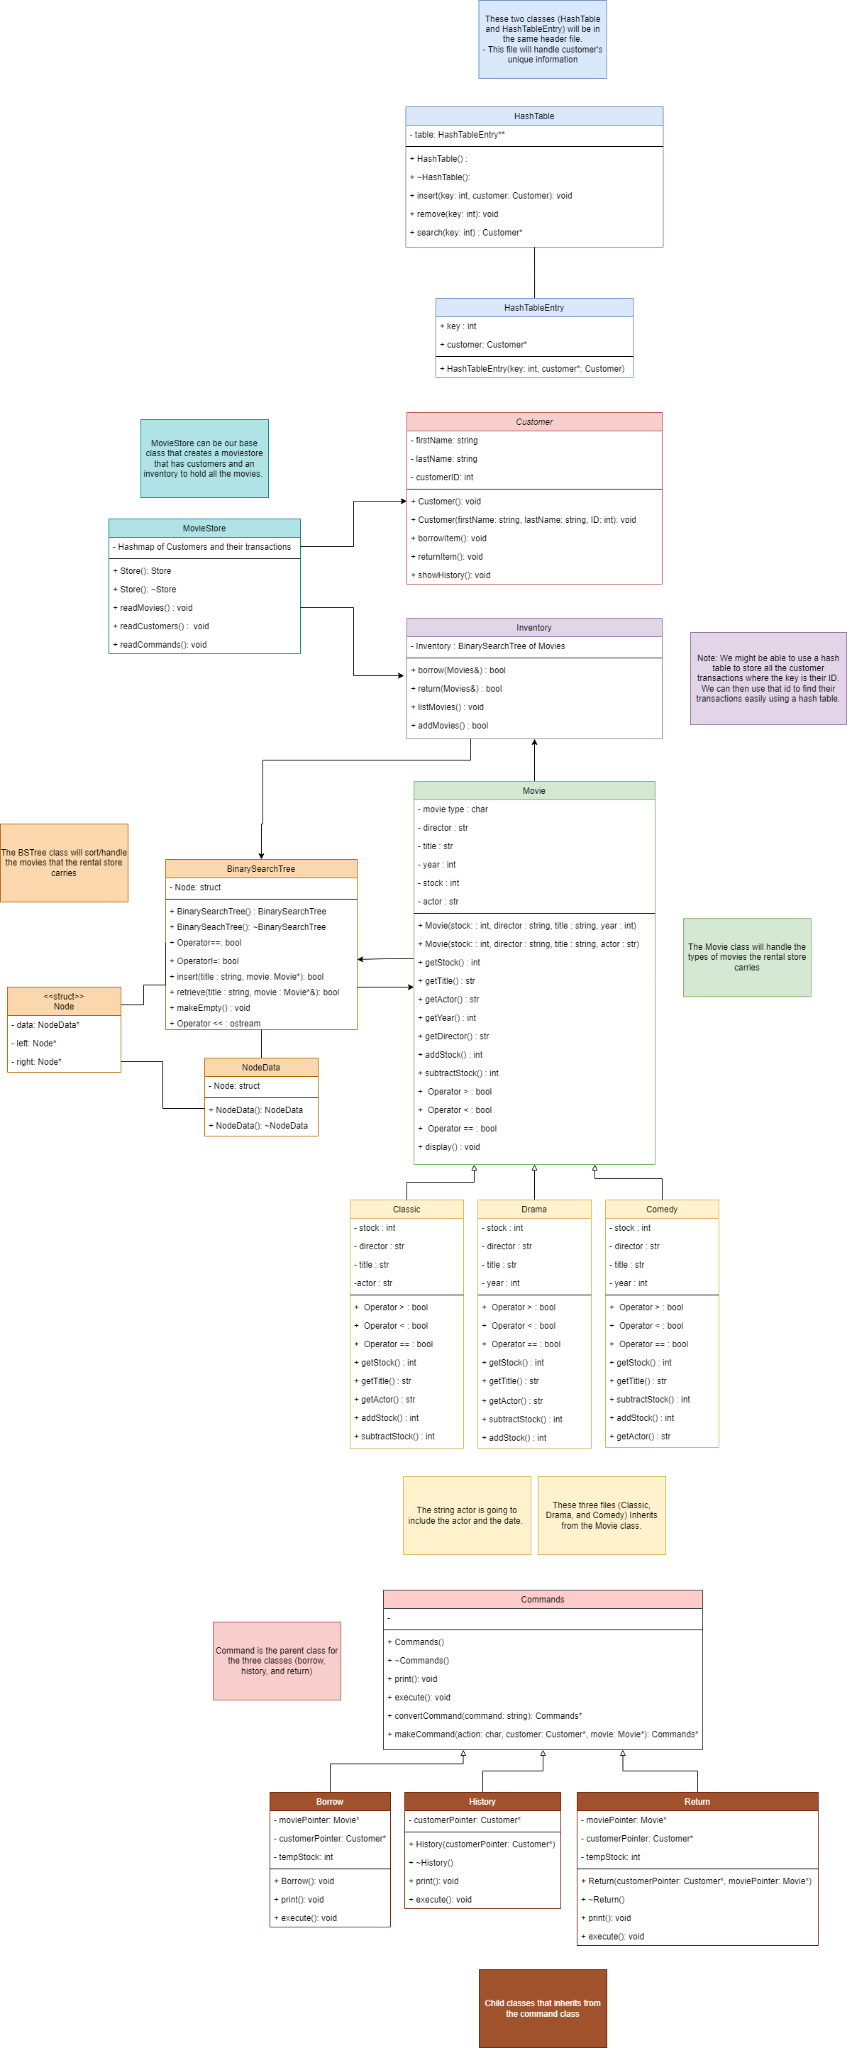 These two classes (HashTable
and HashTableEntry) will be in
the same header file.
- This file will handle customer's
unique information
HashTable
- table: HashTableEntry**
+ HashTable() :
+ ~HashTable():
+ insert(key: int, customer: Customer): void
+ remove(key: int): void
+ search(key: int) : Customer*
HashTableEntry
+ key : int
+ customer: Customer*
+ HashTableEntry(key: int, customer*: Customer)
MovieStore can be our base
class that creates a moviestore
that has customers and an
inventory to hold all the movies.
Customer
- firstName: string
- lastName: string
- customerID: int
+ Customer(): void
+ Customer(firstName: string, lastName: string, ID: int): void
+ borrowItem(): void
+ returnItem(): void
+ showHistory(): void
MovieStore
- Hashmap of Customers and their transactions
+ Store(): Store
+ Store(): ~Store
+ readMovies() : void
+ readCustomers() :  void
+ readCommands(): void
Inventory
- Inventory : BinarySearchTree of Movies
+ borrow(Movies&) : bool
+ return(Movies&) : bool
+ listMovies() : void
+ addMovies() : bool
Note: We might be able to use a hash
table to store all the customer
transactions where the key is their ID.
We can then use that id to find their
transactions easily using a hash table.
Movie
- movie type : char
- director : str
- title : str
- year : int
- stock : int
- actor : str
+ Movie(stock: : int, director : string, title : string, year : int)
+ Movie(stock: : int, director : string, title : string, actor : str)
+ getStock() : int
+ getTitle() : str
+ getActor() : str
+ getYear() : int
+ getDirector() : str
+ addStock() : int
+ subtractStock() : int
+  Operator > : bool
+  Operator < : bool
+  Operator == : bool
+ display() : void
The BSTree class will sort/handle
the movies that the rental store
carries
BinarySearchTree
- Node: struct
+ BinarySearchTree() : BinarySearchTree
+ BinarySearchTree(): ~BinarySearchTree
+ Operator==: bool
+ Operator!=: bool
+ insert(title : string, movie: Movie*): bool
+ retrieve(title : string, movie : Movie*&): bool
+ makeEmpty() : void
+ Operator << : ostream
The Movie class will handle the
types of movies the rental store
carries
<<struct>>
Node
- data: NodeData*
- left: Node*
- right: Node*
NodeData
- Node: struct
+ NodeData(): NodeData
+ NodeData(): ~NodeData
Classic
- stock : int
- director : str
- title : str
-actor : str
+  Operator > : bool
+  Operator < : bool
+  Operator == : bool
+ getStock() : int
+ getTitle() : str
+ getActor() : str
+ addStock() : int
+ subtractStock() : int
Drama
- stock : int
- director : str
- title : str
- year : int
+  Operator > : bool
+  Operator < : bool
+  Operator == : bool
+ getStock() : int
+ getTitle() : str
+ getActor() : str
+ subtractStock() : int
+ addStock() : int
Comedy
- stock : int
- director : str
- title : str
- year : int
+  Operator > : bool
+  Operator < : bool
+  Operator == : bool
+ getStock() : int
+ getTitle() : str
+ subtractStock() : int
+ addStock() : int
+ getActor() : str
The string actor is going to
include the actor and the date.
These three files (Classic,
Drama, and Comedy) Inherits
from the Movie class.
Commands
-
+ Commands()
+ ~Commands()
+ print(): void
+ execute(): void
+ convertCommand(command: string): Commands*
+ makeCommand(action: char, customer: Customer*, movie: Movie*): Commands*
Command is the parent class for
the three classes (borrow,
history, and return)
Borrow
- moviePointer: Movie*
- customerPointer: Customer*
- tempStock: int
+ Borrow(): void
+ print(): void
+ execute(): void
History
- customerPointer: Customer*
+ History(customerPointer: Customer*)
+ ~History()
+ print(): void
+ execute(): void
Return
- moviePointer: Movie*
- customerPointer: Customer*
- tempStock: int
+ Return(customerPointer: Customer*, moviePointer: Movie*)
+ ~Return()
+ print(): void
+ execute(): void
Child classes that inherits from
the command class